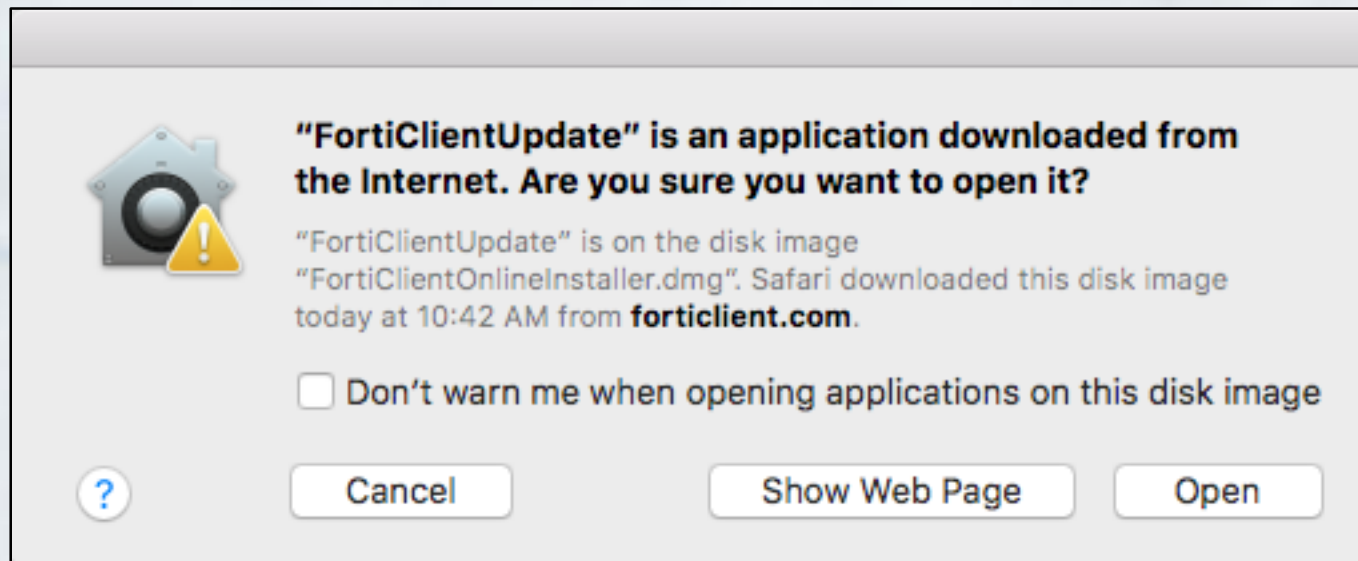 “FortiClientUpdate” is an application downloaded from
the Internet. Are you sure you want to open it?
“FortiClientUpdate” is on the disk image
“FortiClientOnlineInstaller.dmg”. Safari downloaded this disk image
today at 10:42 AM from forticlient.com.
Don’t warn me when opening applications on this disk image
? Cancel Show Web Page Open